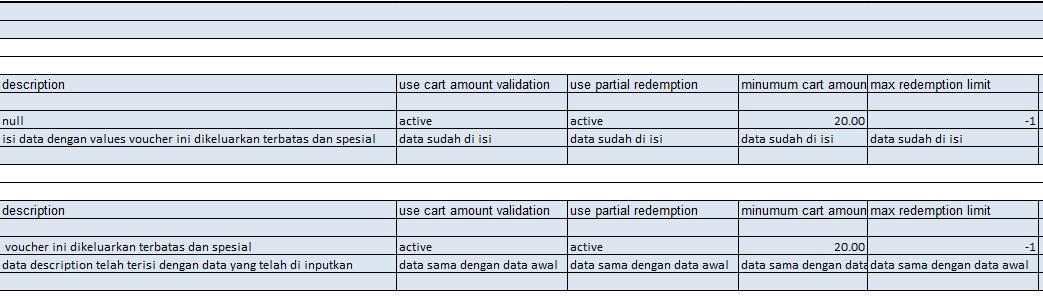 description use cart amount validation use partial redemption minumum cart amoun max redemption limit
null active active 20.00 -1
isi data dengan values voucher ini dikeluarkan terbatas dan spesial data sudah di isi data sudah di isi data sudah di isi data sudah di isi
description use cart amount validation use partial redemption minumum cart amoun max redemption limit
voucher ini dikeluarkan terbatas dan spesial active active 20.00 -1
data description telah terisi dengan data yang telah di inputkan data sama dengan data awal data sama dengan data awal data sama dengan data data sama dengan data awal